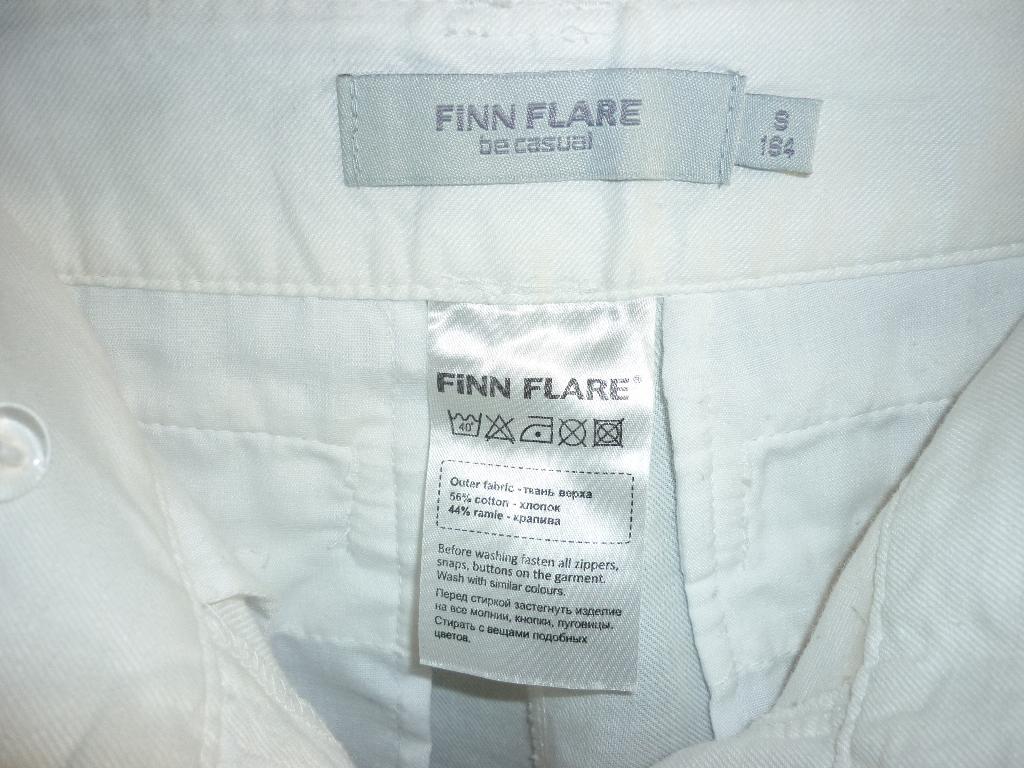 FiNN FLARE
be casual
S
164
FiNN FLARE®
40°
Outer fabric - ткань верха
56% cotton - хлопок
44% ramie - крапива
Before washing fasten all zippers,
snaps, buttons on the garment.
Wash with similar colours.
Перед стиркой застегнуть изделие
на все молнии, кнопки, пуговицы.
Стирать с вещами подобных
цветов.